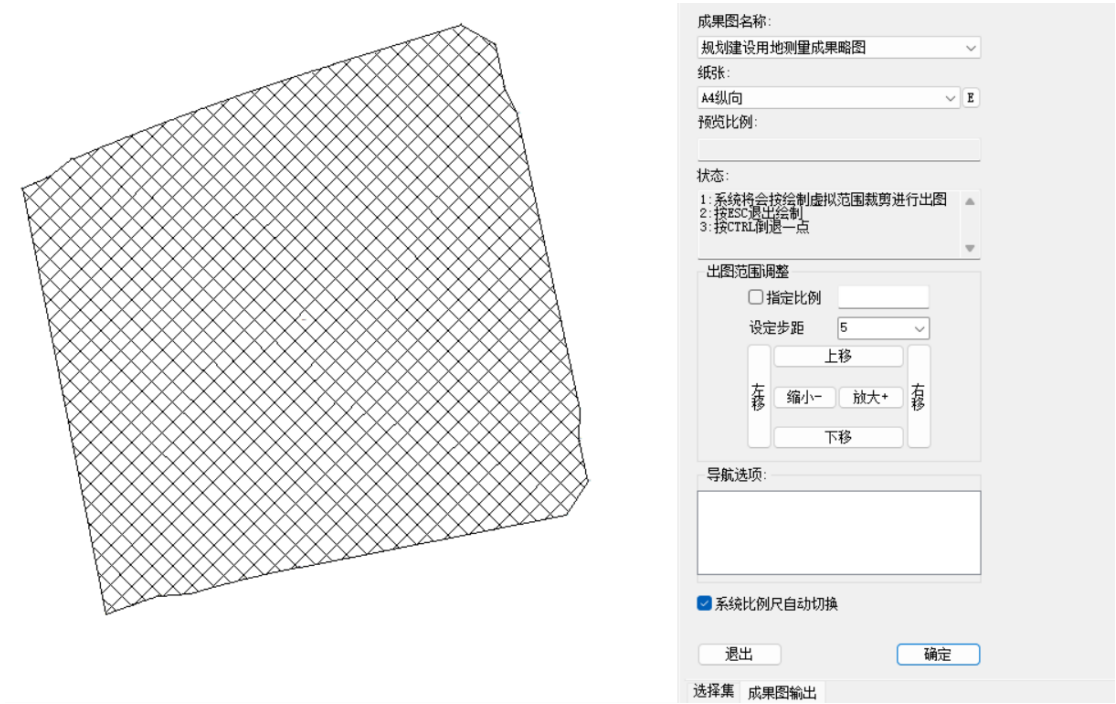 成果图名称:
规划建设用地测量成果略图
纸张:
A4纵向
E
预览比例:
状态:
1:系统将会按绘制虚拟范围裁剪进行出图
2:按ESC退出绘制
3:按CTRL倒退一点
出图范围调整
指定比例
设定步距 5
上移
左移 缩小- 放大+ 右移
下移
导航选项:
系统比例尺自动切换
退出 确定
选择集 成果图输出